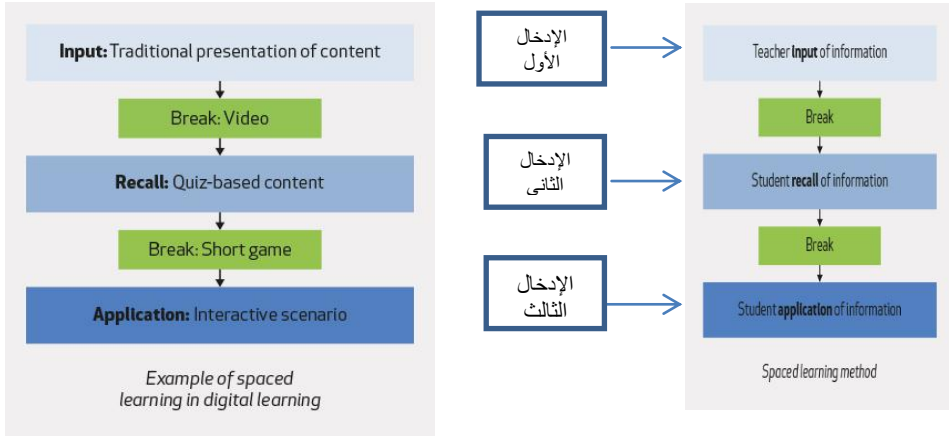 Input: Traditional presentation of content
Break: Video
Recall: Quiz-based content
Break: Short game
Application: Interactive scenario
Example of spaced
learning in digital learning
الإدخال
الأول
الإدخال
الثانى
الإدخال
الثالث
Teacher input of information
Break
Student recall of information
Break
Student application of information
Spaced learning method